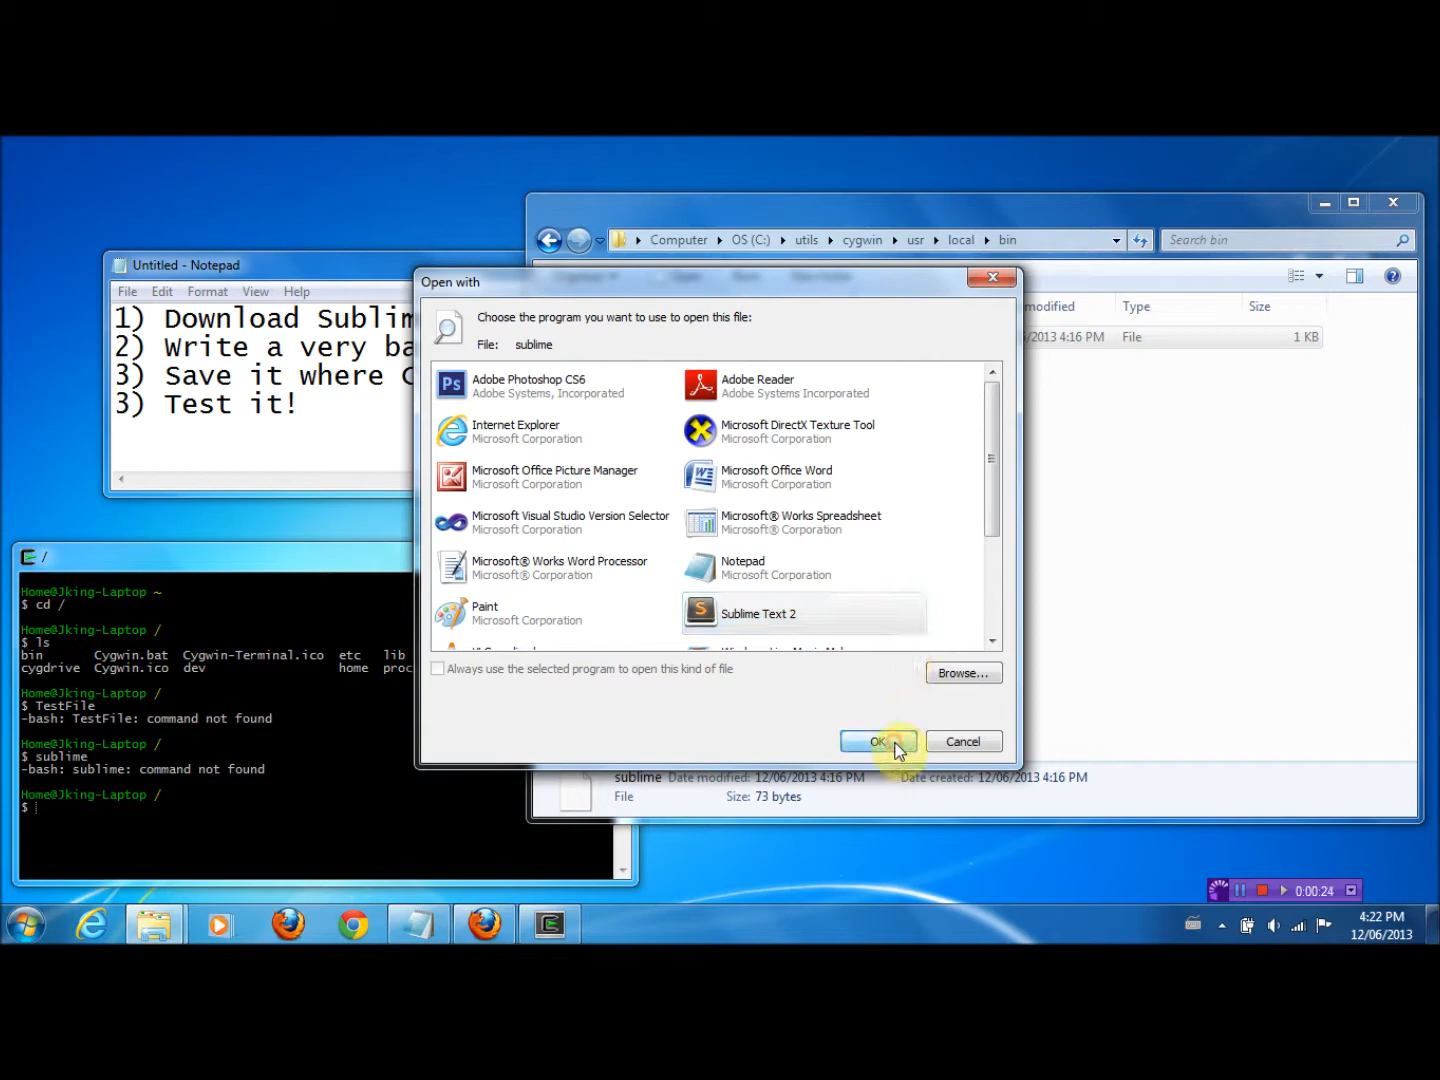 Computer OS (C:) utils cygwin usr local bin
Search bin
Untitled - Notepad
File Edit Format View Help
1) Download Sublim
2) Write a very ba
3) Save it where
3) Test it!
Open with
Choose the program you want to use to open this file:
File: sublime
Adobe Photoshop CS6
Adobe Systems, Incorporated
Adobe Reader
Adobe Systems Incorporated
Internet Explorer
Microsoft Corporation
Microsoft DirectX Texture Tool
Microsoft Corporation
Microsoft Office Picture Manager
Microsoft Corporation
Microsoft Office Word
Microsoft Corporation
Microsoft Visual Studio Version Selector
Microsoft Corporation
Microsoft® Works Spreadsheet
Microsoft® Corporation
Microsoft® Works Word Processor
Microsoft® Corporation
Notepad
Microsoft Corporation
Paint
Microsoft Corporation
Sublime Text 2
Always use the selected program to open this kind of file
Browse...
OK
Cancel
modified Type Size
/2013 4:16 PM File 1 KB
/
Home@Jking-Laptop ~
$ cd /
Home@Jking-Laptop /
$ ls
bin Cygwin.bat Cygwin-Terminal.ico etc lib
cygdrive Cygwin.ico dev home proc
Home@Jking-Laptop /
$ TestFile
-bash: TestFile: command not found
Home@Jking-Laptop /
$ sublime
-bash: sublime: command not found
Home@Jking-Laptop /
$
sublime Date modified: 12/06/2013 4:16 PM Date created: 12/06/2013 4:16 PM
File Size: 73 bytes
0:00:24
4:22 PM
12/06/2013